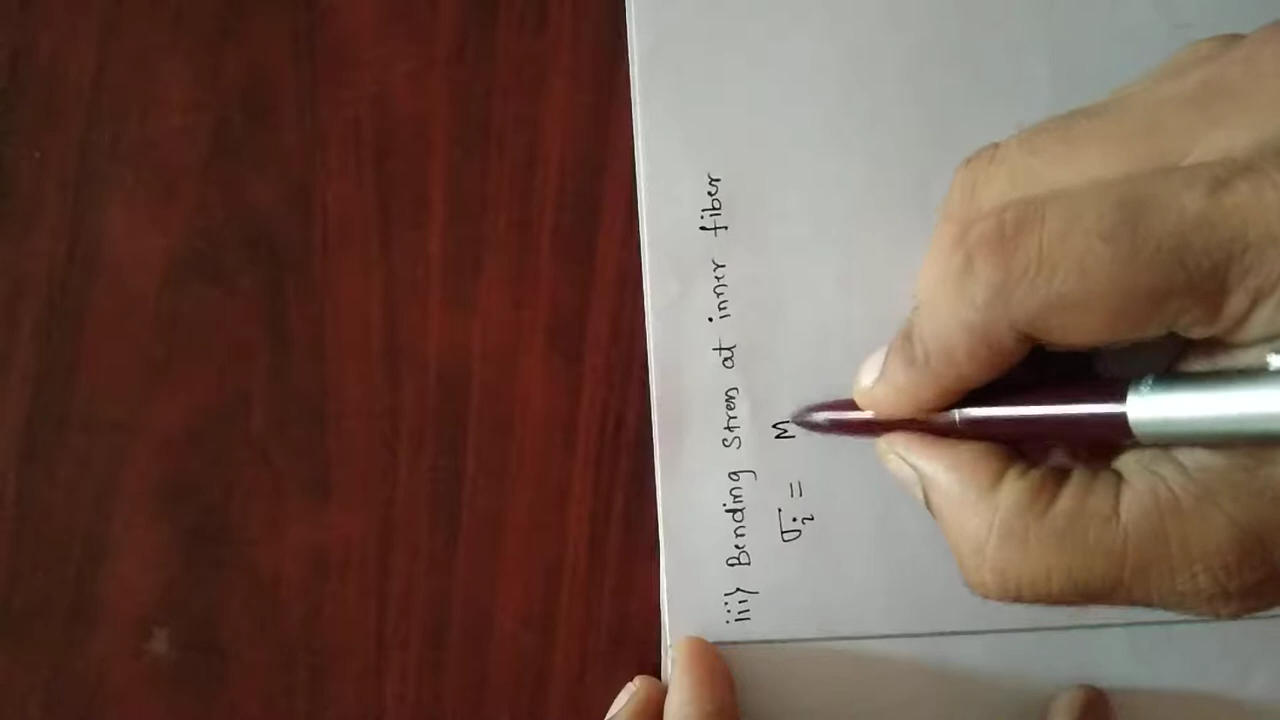 iii) Bending stress at inner fiber
σi = M